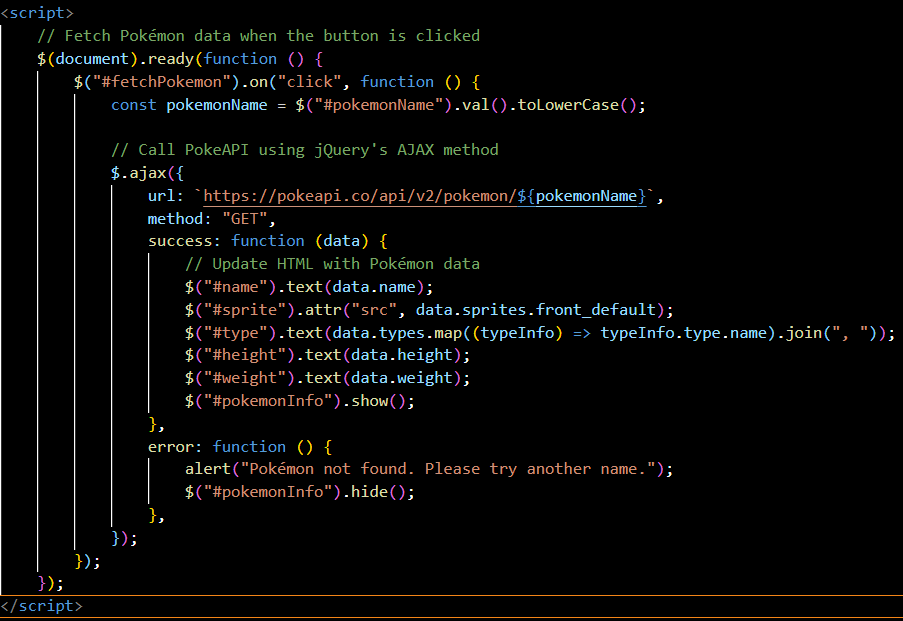 <script>
    // Fetch Pokémon data when the button is clicked
    $(document).ready(function () {
        $("#fetchPokemon").on("click", function () {
            const pokemonName = $("#pokemonName").val().toLowerCase();

            // Call PokeAPI using jQuery's AJAX method
            $.ajax({
                url: `https://pokeapi.co/api/v2/pokemon/${pokemonName}`,
                method: "GET",
                success: function (data) {
                    // Update HTML with Pokémon data
                    $("#name").text(data.name);
                    $("#sprite").attr("src", data.sprites.front_default);
                    $("#type").text(data.types.map((typeInfo) => typeInfo.type.name).join(", "));
                    $("#height").text(data.height);
                    $("#weight").text(data.weight);
                    $("#pokemonInfo").show();
                },
                error: function () {
                    alert("Pokémon not found. Please try another name.");
                    $("#pokemonInfo").hide();
                },
            });
        });
    });
</script>